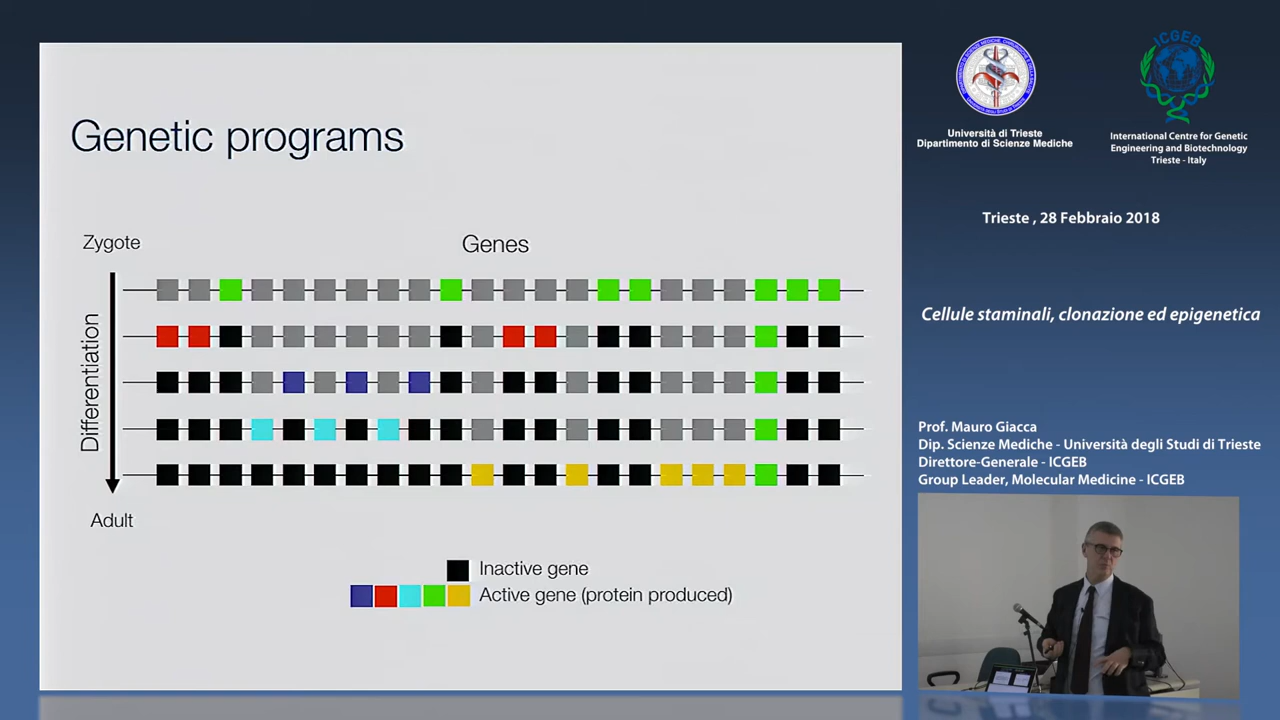 Genetic programs
Zygote
Genes
Differentiation
Adult
Inactive gene
Active gene (protein produced)
Università di Trieste
Dipartimento di Scienze Mediche
ICGEB
International Centre for Genetic
Engineering and Biotechnology
Trieste - Italy
Trieste , 28 Febbraio 2018
Cellule staminali, clonazione ed epigenetica
Prof. Mauro Giacca
Dip. Scienze Mediche - Università degli Studi di Trieste
Direttore-Generale - ICGEB
Group Leader, Molecular Medicine - ICGEB